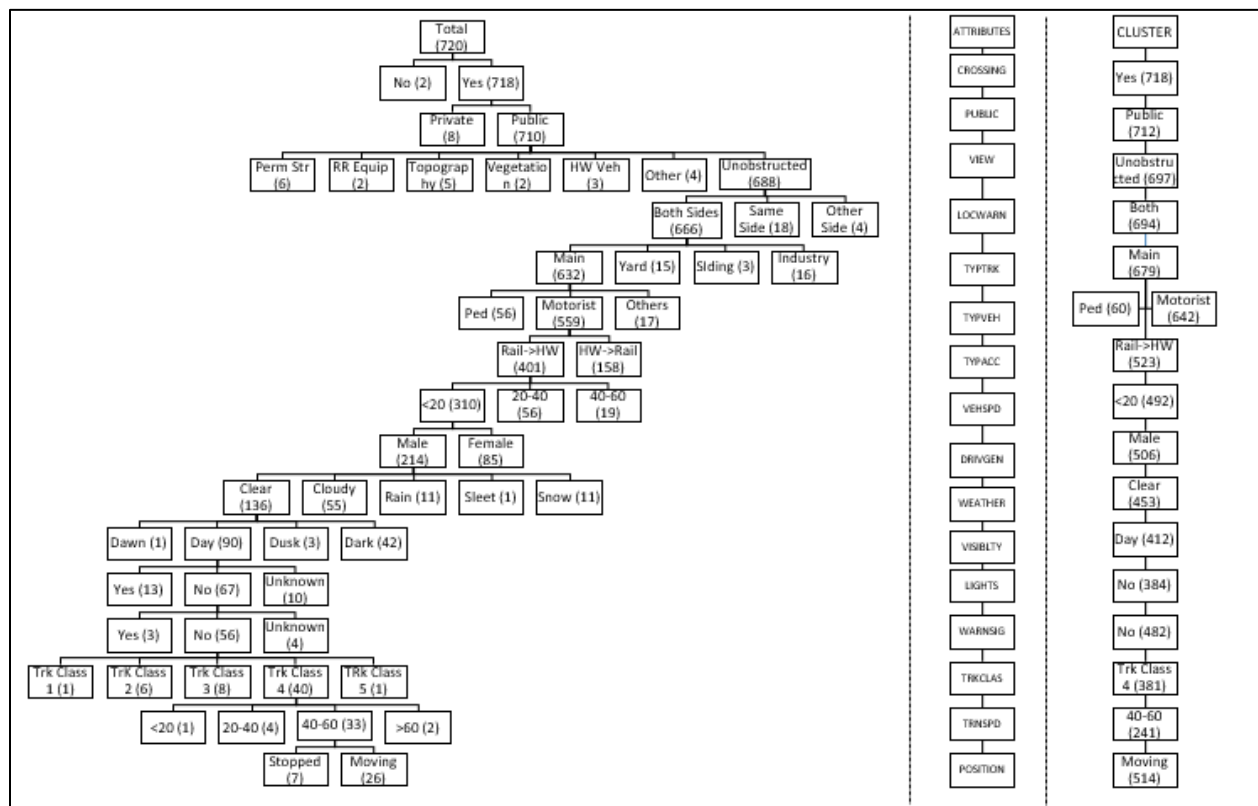 Total
(720)
No (2)
Yes (718)
Private
(8)
Public
(710)
Perm Str
(6)
RR Equip
(2)
Topogra
hy (5)
Vegetatio
n (2)
HW Veh
(3)
Other (4)
Unobstructed
(688)
Both Sides
(666)
Same
Side (18)
Other
Side (4)
Main
(632)
Yard (15)
SIding (3)
Industry
(16)
Ped (56)
Motorist
(559)
Others
(17)
Rail->HW
(401)
HW->Rail
(158)
<20 (310)
20-40
(56)
40-60
(19)
Male
(214)
Female
(85)
Clear
(136)
Cloudy
(55)
Rain (11)
Sleet (1)
Snow (11)
Dawn (1)
Day (90)
Dusk (3)
Dark (42)
Yes (13)
No (67)
Unknown
(10)
Yes (3)
No (56)
Unknown
(4)
Trk Class
1 (1)
TrK Class
2 (6)
Trk Class
3 (8)
Trk Class
4 (40)
TRk Class
5 (1)
<20 (1)
20-40 (4)
40-60 (33)
>60 (2)
Stopped
(7)
Moving
(26)
ATTRIBUTES
CROSSING
PUBLIC
VIEW
LOCWARN
TYPTRK
TYPVEH
TYPACC
VEHSPD
DRIVGEN
WEATHER
VISIBLTY
LIGHTS
WARNSIG
TRKCLAS
TRNSPD
POSITION
CLUSTER
Yes (718)
Public
(712)
Unobstru
cted (697)
Both
(694)
Main
(679)
Ped (60)
Motorist
(642)
Rail->HW
(523)
<20 (492)
Male
(506)
Clear
(453)
Day (412)
No (384)
No (482)
Trk Class
4 (381)
40-60
(241)
Moving
(514)